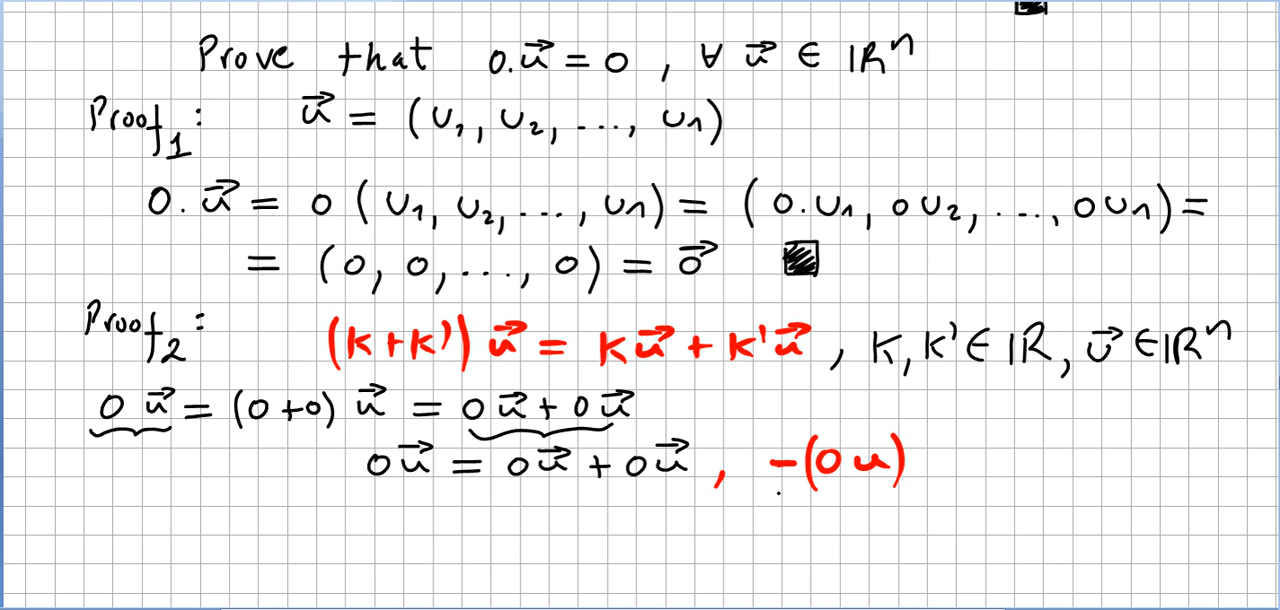 Prove that 0.u⃗ = 0 , ∀ u⃗ ∈ ℝⁿ
Proof₁: u⃗ = (u₁, u₂, ..., un)
0.u⃗ = 0 (u₁, u₂, ..., un) = (0.u₁, 0u₂, ..., 0un) =
= (0, 0, ..., 0) = 0⃗
Proof₂: (k+k')u⃗ = ku⃗ + k'u⃗ , k, k' ∈ ℝ, u⃗ ∈ ℝⁿ
0u⃗ = (0+0) u⃗ = 0u⃗ + 0u⃗
0u⃗ = 0u⃗ + 0u⃗ , -(0u)